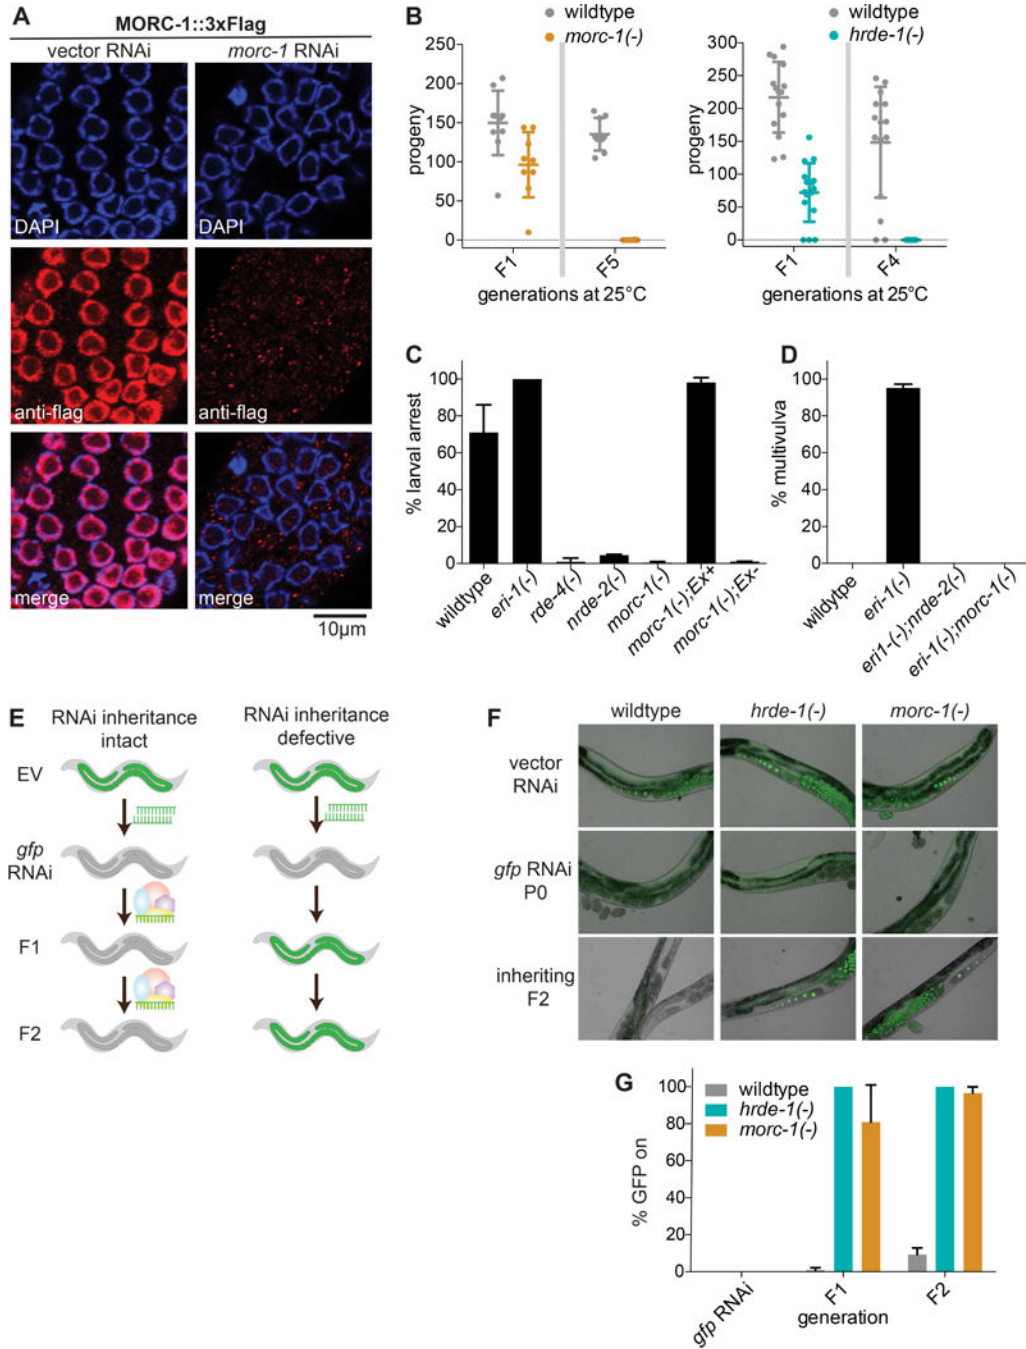 A
MORC-1::3xFlag
vector RNAi
morc-1 RNAi
DAPI
DAPI
anti-flag
anti-flag
merge
merge
10μm
B
wildtype
morc-1(-)
250
200
150
100
50
0
progeny
F1
F5
generations at 25°C
wildtype
hrde-1(-)
300
250
200
150
100
50
0
progeny
F1
F4
generations at 25°C
C
100
80
60
40
20
0
% larval arrest
wildtype
eri-1(-)
rde-4(-)
nrde-2(-)
morc-1(-)
morc-1(-);Ex+
morc-1(-);Ex-
D
100
80
60
40
20
0
% multivulva
wildytpe
eri-1(-)
eri1-(-);nrde-2(-)
eri-1(-);morc-1(-)
E
RNAi inheritance
intact
RNAi inheritance
defective
EV
gfp
RNAi
F1
F2
F
wildtype
hrde-1(-)
morc-1(-)
vector
RNAi
gfp RNAi
P0
inheriting
F2
G
wildtype
hrde-1(-)
morc-1(-)
100
80
60
40
20
0
% GFP on
gfp RNAi
F1
F2
generation